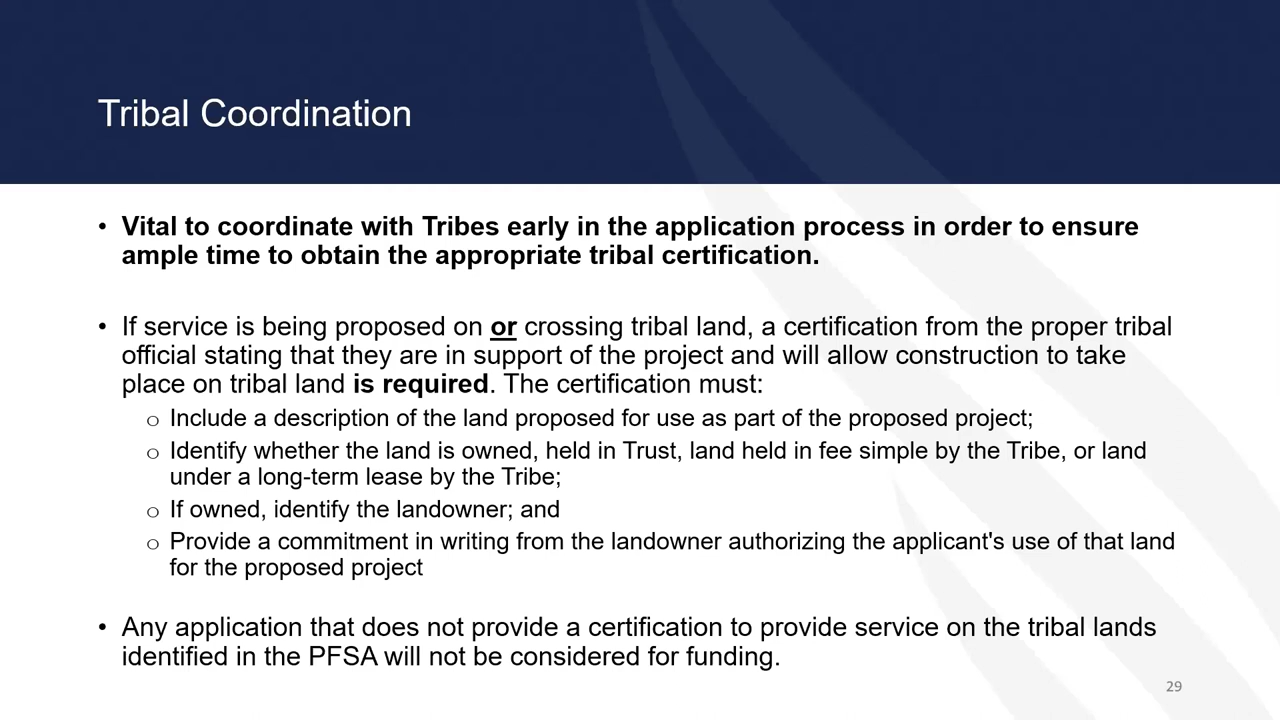 Tribal Coordination
• Vital to coordinate with Tribes early in the application process in order to ensure
ample time to obtain the appropriate tribal certification.
• If service is being proposed on or crossing tribal land, a certification from the proper tribal
official stating that they are in support of the project and will allow construction to take
place on tribal land is required. The certification must:
o Include a description of the land proposed for use as part of the proposed project;
o Identify whether the land is owned, held in Trust, land held in fee simple by the Tribe, or land
under a long-term lease by the Tribe;
o If owned, identify the landowner; and
o Provide a commitment in writing from the landowner authorizing the applicant's use of that land
for the proposed project
• Any application that does not provide a certification to provide service on the tribal lands
identified in the PFSA will not be considered for funding.
29